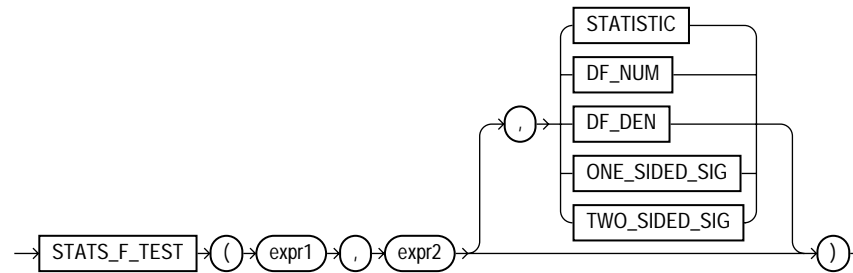 STATISTIC
DF_NUM
, DF_DEN
ONE_SIDED_SIG
TWO_SIDED_SIG
STATS_F_TEST ( expr1 , expr2 )